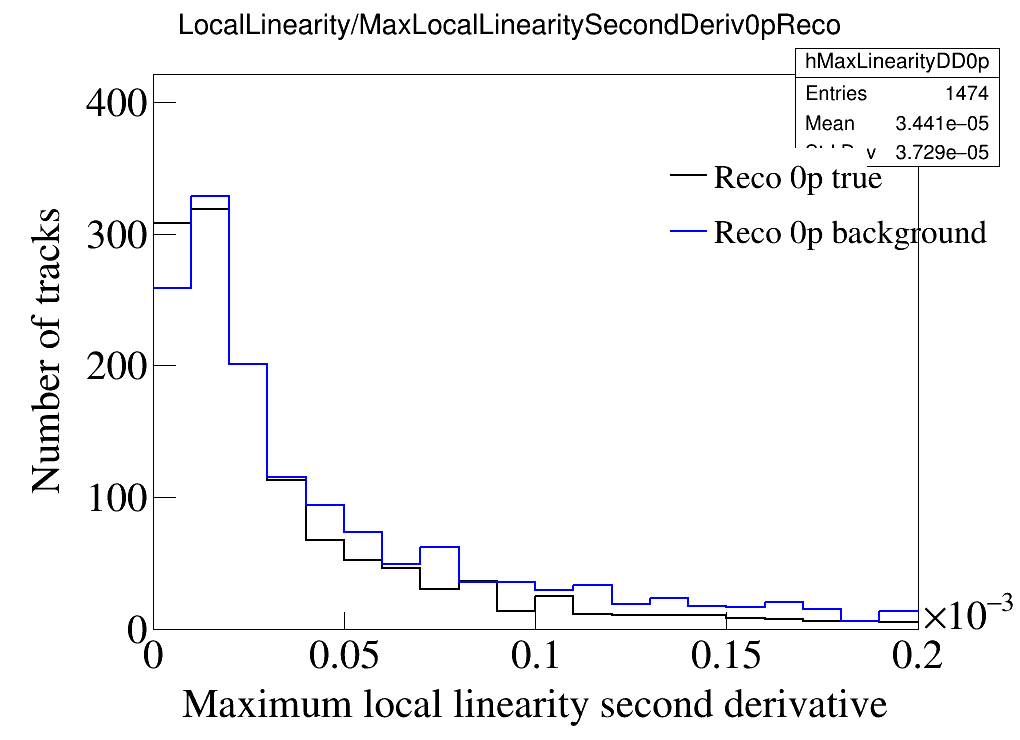 LocalLinearity/MaxLocalLinearitySecondDeriv0pReco
hMaxLinearityDD0p
Entries 1474
Mean 3.441e−05
3.729e−05
Reco 0p true
Reco 0p background
Number of tracks
400
300
200
100
0
0 0.05 0.1 0.15 0.2
×10⁻³
Maximum local linearity second derivative